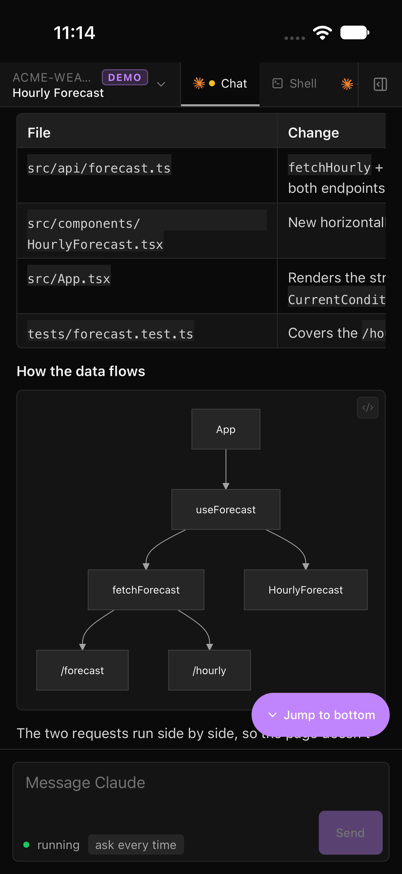 11:14
ACME-WEA... DEMO
Hourly Forecast
Chat
Shell
File Change
src/api/forecast.ts fetchHourly +
both endpoints
src/components/ New horizontal
HourlyForecast.tsx
src/App.tsx Renders the str
CurrentCondit
tests/forecast.test.ts Covers the /ho
How the data flows
</>
App
useForecast
fetchForecast HourlyForecast
/forecast /hourly
Jump to bottom
The two requests run side by side, so the page doesn't
Message Claude
running ask every time Send